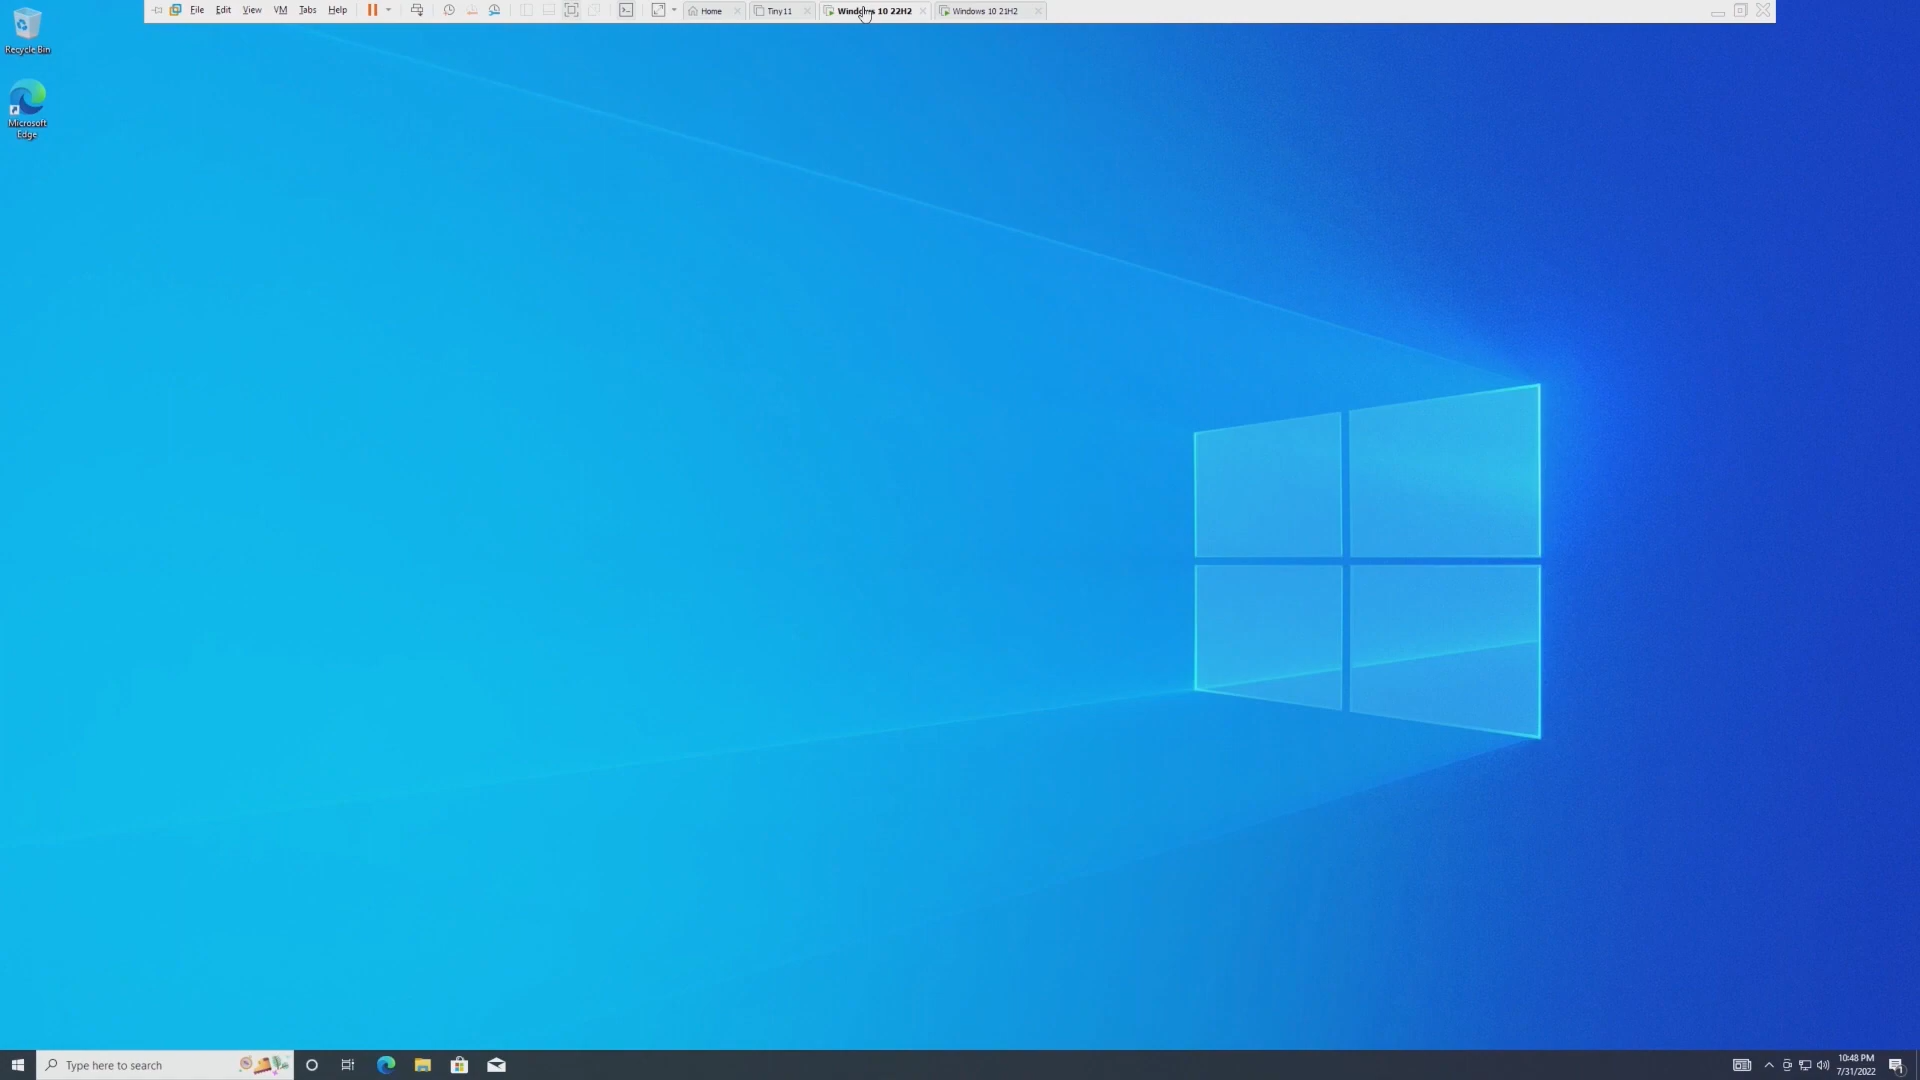 File Edit View VM Tabs Help Home Tiny11 Windows 10 22H2 Windows 10 21H2
Recycle Bin
Microsoft
Edge
Type here to search
10:48 PM
7/31/2022
1